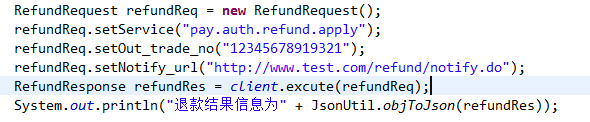 RefundRequest refundReq = new RefundRequest();
refundReq.setService("pay.auth.refund.apply");
refundReq.setOut_trade_no("12345678919321");
refundReq.setNotify_url("http://www.test.com/refund/notify.do");
RefundResponse refundRes = client.excute(refundReq);
System.out.println("退款结果信息为" + JsonUtil.objToJson(refundRes));